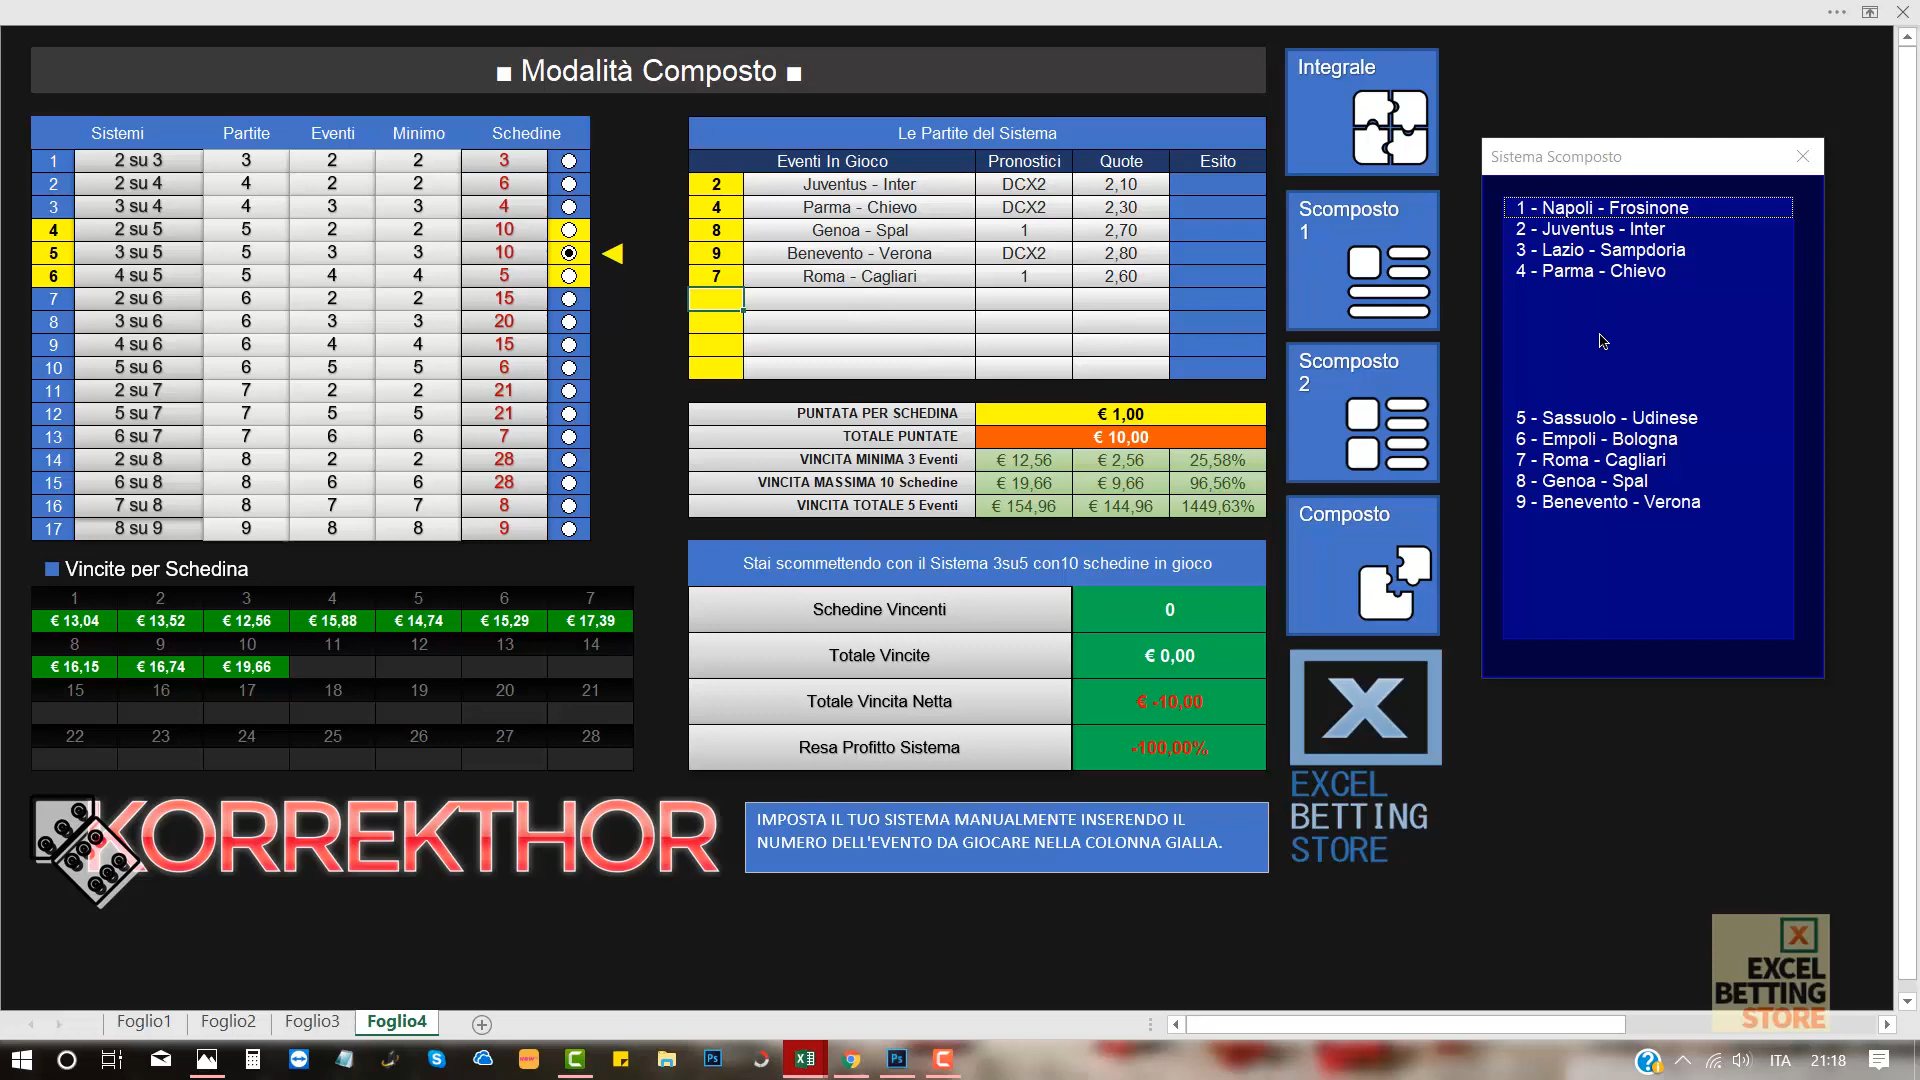 ■ Modalità Composto ■
Sistemi Partite Eventi Minimo Schedine
1 2 su 3 3 2 2 3
2 2 su 4 4 2 2 6
3 3 su 4 4 3 3 4
4 2 su 5 5 2 2 10
5 3 su 5 5 3 3 10
6 4 su 5 5 4 4 5
7 2 su 6 6 2 2 15
8 3 su 6 6 3 3 20
9 4 su 6 6 4 4 15
10 5 su 6 6 5 5 6
11 2 su 7 7 2 2 21
12 5 su 7 7 5 5 21
13 6 su 7 7 6 6 7
14 2 su 8 8 2 2 28
15 6 su 8 8 6 6 28
16 7 su 8 8 7 7 8
17 8 su 9 9 8 8 9
Vincite per Schedina
1 2 3 4 5 6 7
€ 13,04 € 13,52 € 12,56 € 15,88 € 14,74 € 15,29 € 17,39
8 9 10 11 12 13 14
€ 16,15 € 16,74 € 19,66
15 16 17 18 19 20 21
22 23 24 25 26 27 28
KORREKTHOR
Le Partite del Sistema
Eventi In Gioco Pronostici Quote Esito
2 Juventus - Inter DCX2 2,10
4 Parma - Chievo DCX2 2,30
8 Genoa - Spal 1 2,70
9 Benevento - Verona DCX2 2,80
7 Roma - Cagliari 1 2,60
PUNTATA PER SCHEDINA € 1,00
TOTALE PUNTATE € 10,00
VINCITA MINIMA 3 Eventi € 12,56 € 2,56 25,58%
VINCITA MASSIMA 10 Schedine € 19,66 € 9,66 96,56%
VINCITA TOTALE 5 Eventi € 154,96 € 144,96 1449,63%
Stai scommettendo con il Sistema 3su5 con10 schedine in gioco
Schedine Vincenti 0
Totale Vincite € 0,00
Totale Vincita Netta € -10,00
Resa Profitto Sistema -100,00%
IMPOSTA IL TUO SISTEMA MANUALMENTE INSERENDO IL
NUMERO DELL'EVENTO DA GIOCARE NELLA COLONNA GIALLA.
Integrale
Scomposto
1
Scomposto
2
Composto
X
EXCEL
BETTING
STORE
Sistema Scomposto
1 - Napoli - Frosinone
2 - Juventus - Inter
3 - Lazio - Sampdoria
4 - Parma - Chievo
5 - Sassuolo - Udinese
6 - Empoli - Bologna
7 - Roma - Cagliari
8 - Genoa - Spal
9 - Benevento - Verona
X
EXCEL
BETTING
STORE
Foglio1 Foglio2 Foglio3 Foglio4
Ps Ps
ITA 21:18